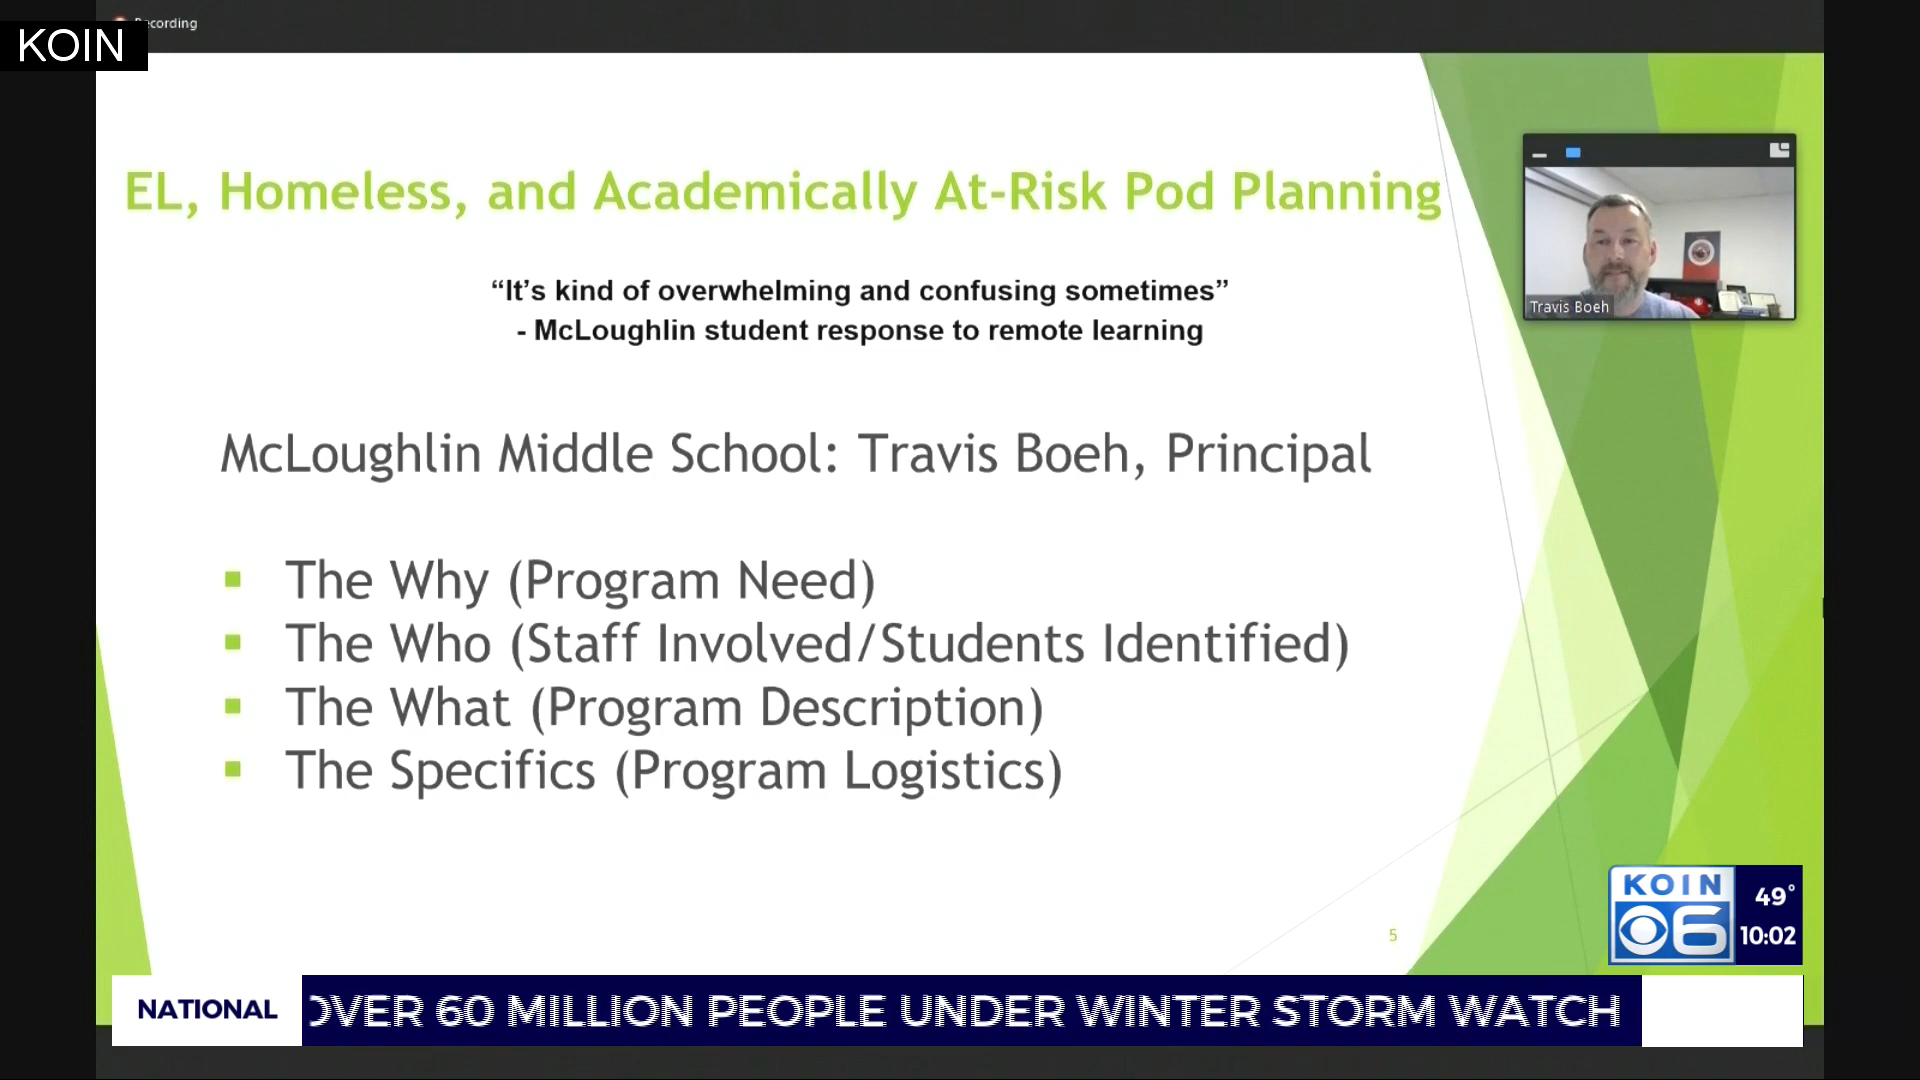 Recording
KOIN
EL, Homeless, and Academically At-Risk Pod Planning
“It’s kind of overwhelming and confusing sometimes”
- McLoughlin student response to remote learning
Travis Boeh
McLoughlin Middle School: Travis Boeh, Principal
▪ The Why (Program Need)
▪ The Who (Staff Involved/Students Identified)
▪ The What (Program Description)
▪ The Specifics (Program Logistics)
5
KOIN 6
49°
10:02
NATIONAL
OVER 60 MILLION PEOPLE UNDER WINTER STORM WATCH